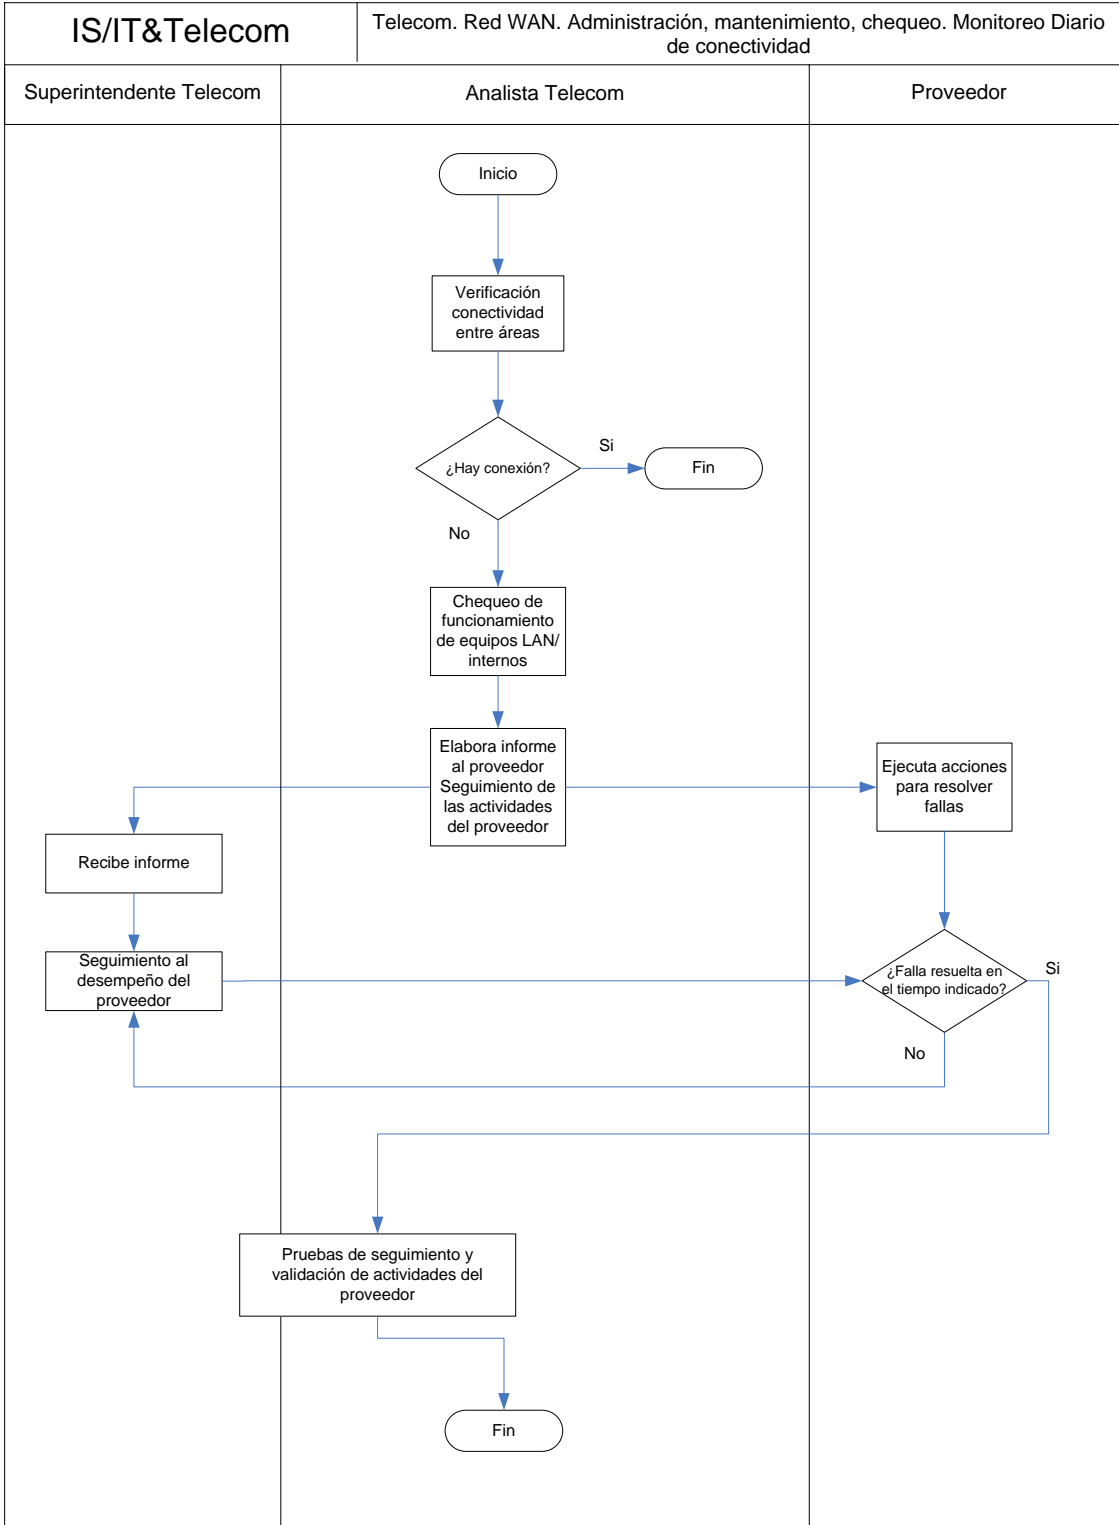 IS/IT&Telecom
Telecom. Red WAN. Administración, mantenimiento, chequeo. Monitoreo Diario
de conectividad
Superintendente Telecom
Analista Telecom
Proveedor
Inicio
Verificación
conectividad
entre áreas
¿Hay conexión?
Si
Fin
No
Chequeo de
funcionamiento
de equipos LAN/
internos
Elabora informe
al proveedor
Seguimiento de
las actividades
del proveedor
Ejecuta acciones
para resolver
fallas
Recibe informe
Seguimiento al
desempeño del
proveedor
¿Falla resuelta en
el tiempo indicado?
Si
No
Pruebas de seguimiento y
validación de actividades del
proveedor
Fin